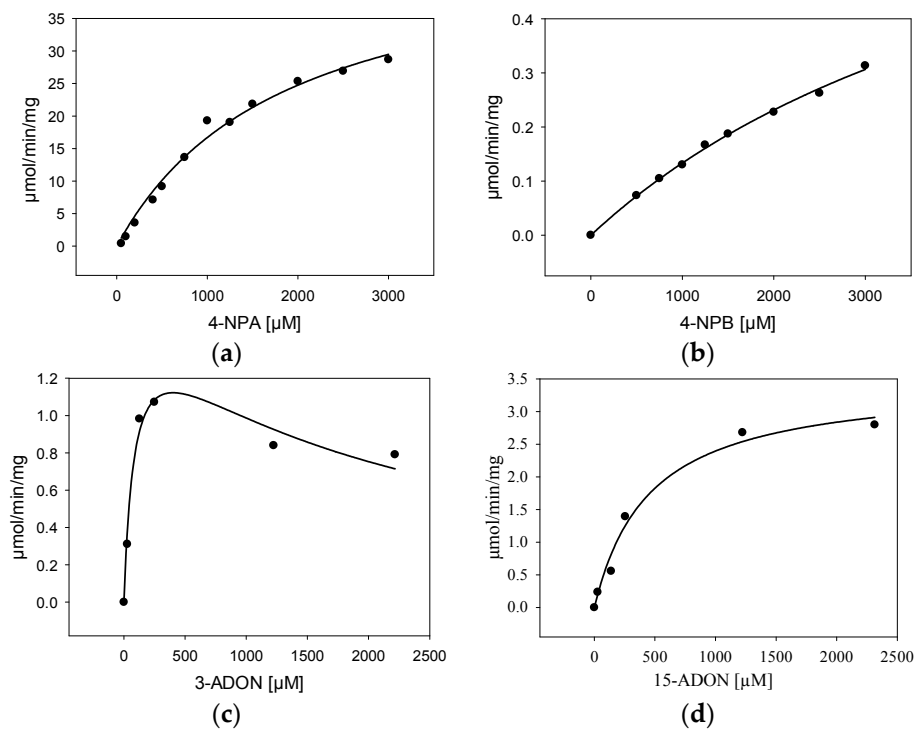 35
30
25
20
15
10
5
0
µmol/min/mg
0 1000 2000 3000
4-NPA [µM]
(a)
0.4
0.3
0.2
0.1
0.0
µmol/min/mg
0 1000 2000 3000
4-NPB [µM]
(b)
1.2
1.0
0.8
0.6
0.4
0.2
0.0
µmol/min/mg
0 500 1000 1500 2000 2500
3-ADON [µM]
(c)
3.5
3.0
2.5
2.0
1.5
1.0
0.5
0.0
µmol/min/mg
0 500 1000 1500 2000 2500
15-ADON [µM]
(d)